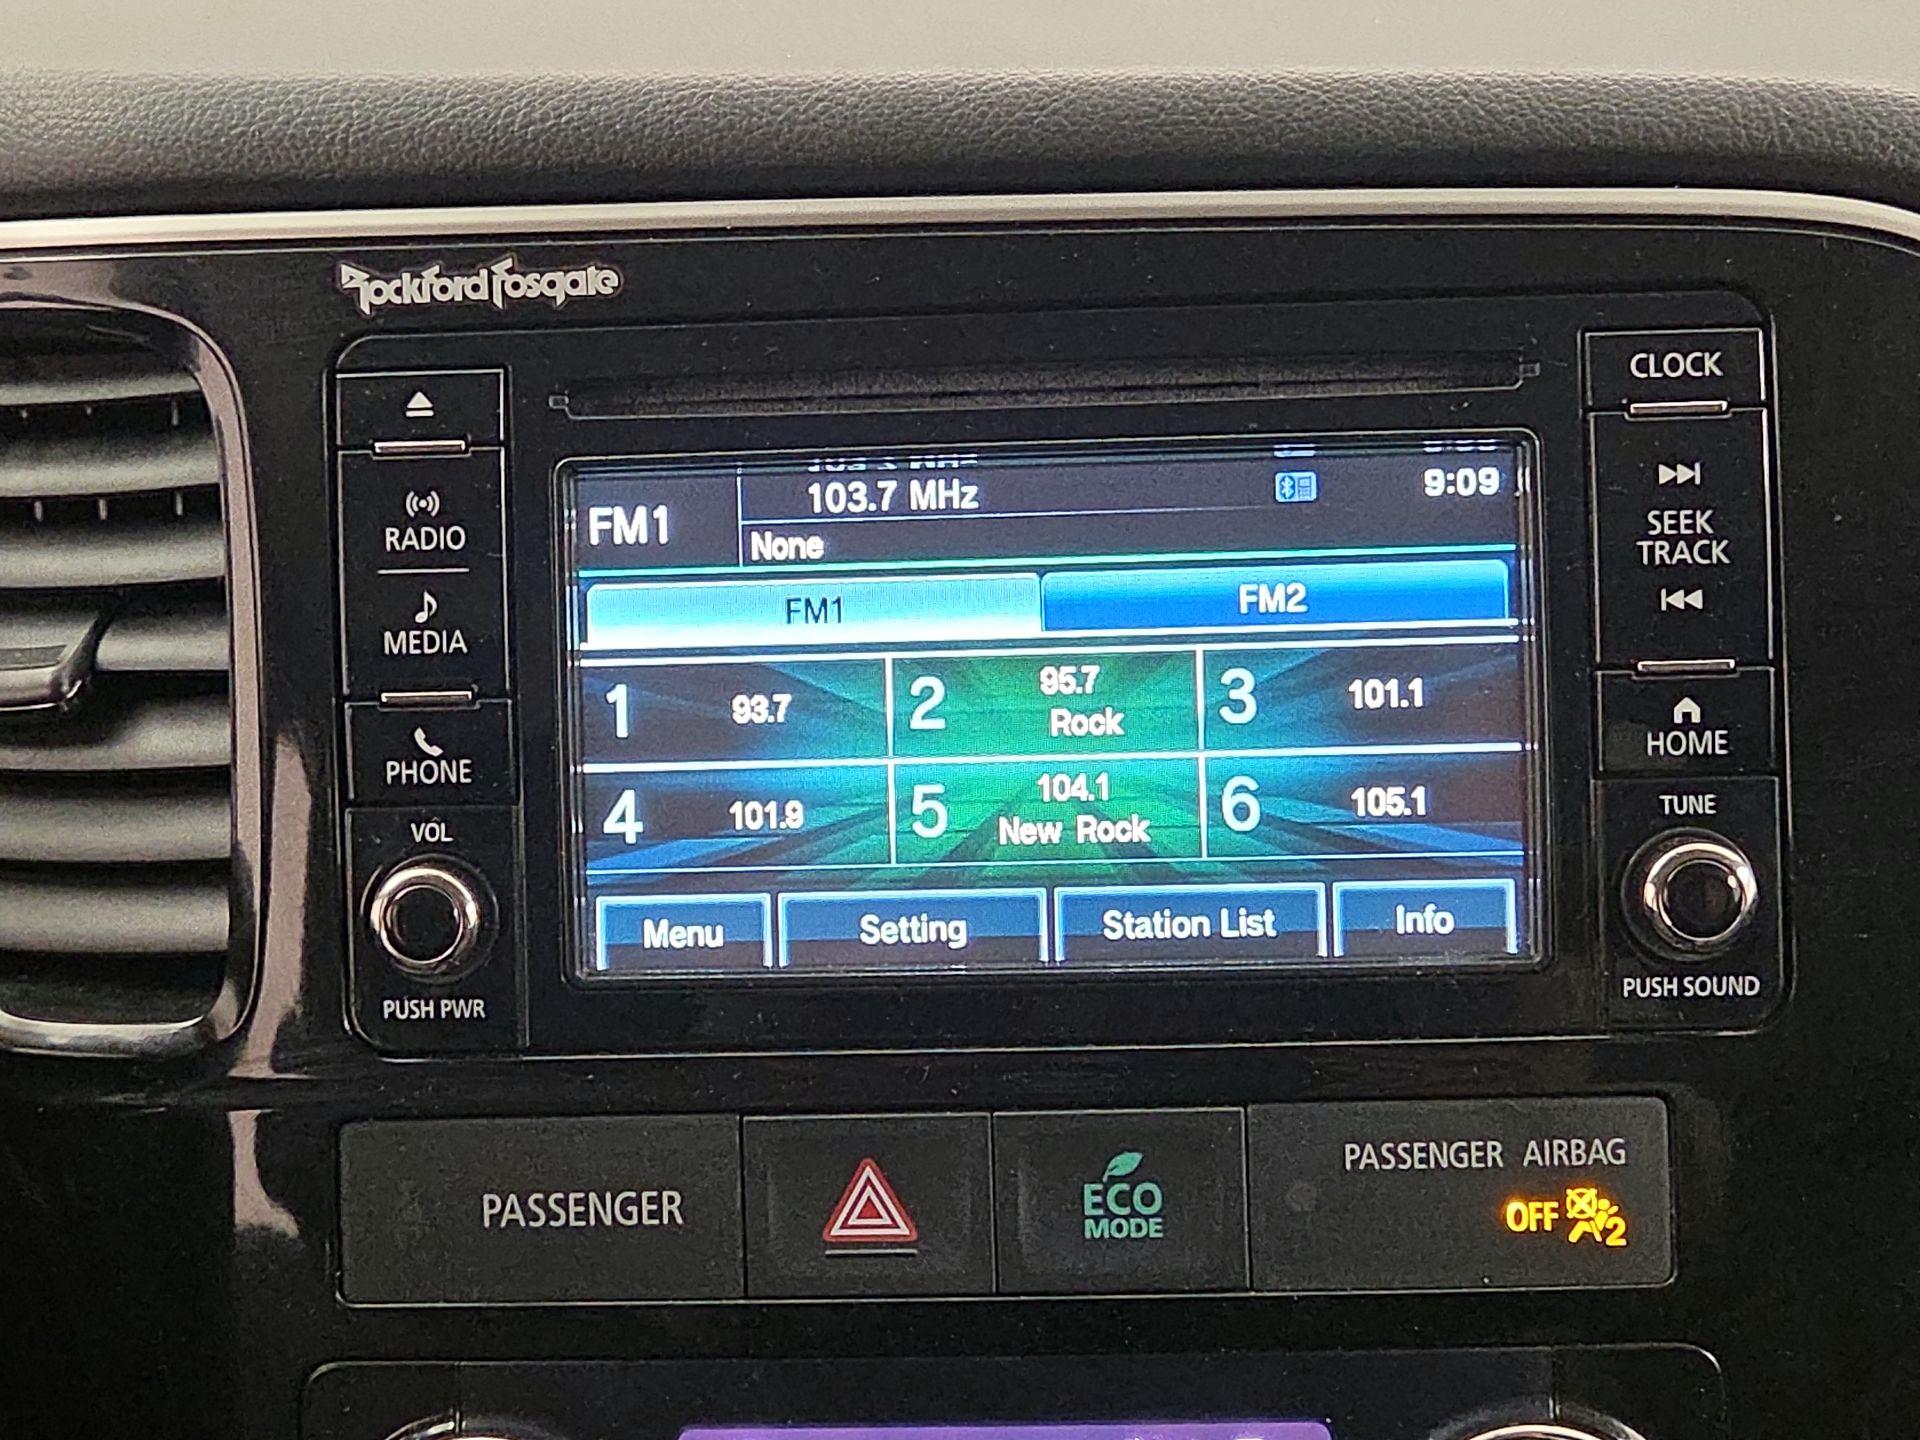 Rockford Fosgate
CLOCK
RADIO
MEDIA
PHONE
VOL
PUSH PWR
FM1
103.7 MHz
9:09
None
FM1
FM2
1
93.7
2
95.7
Rock
3
101.1
4
101.9
5
104.1
New Rock
6
105.1
Menu
Setting
Station List
Info
SEEK
TRACK
HOME
TUNE
PUSH SOUND
PASSENGER
ECO
MODE
PASSENGER AIRBAG
OFF
2